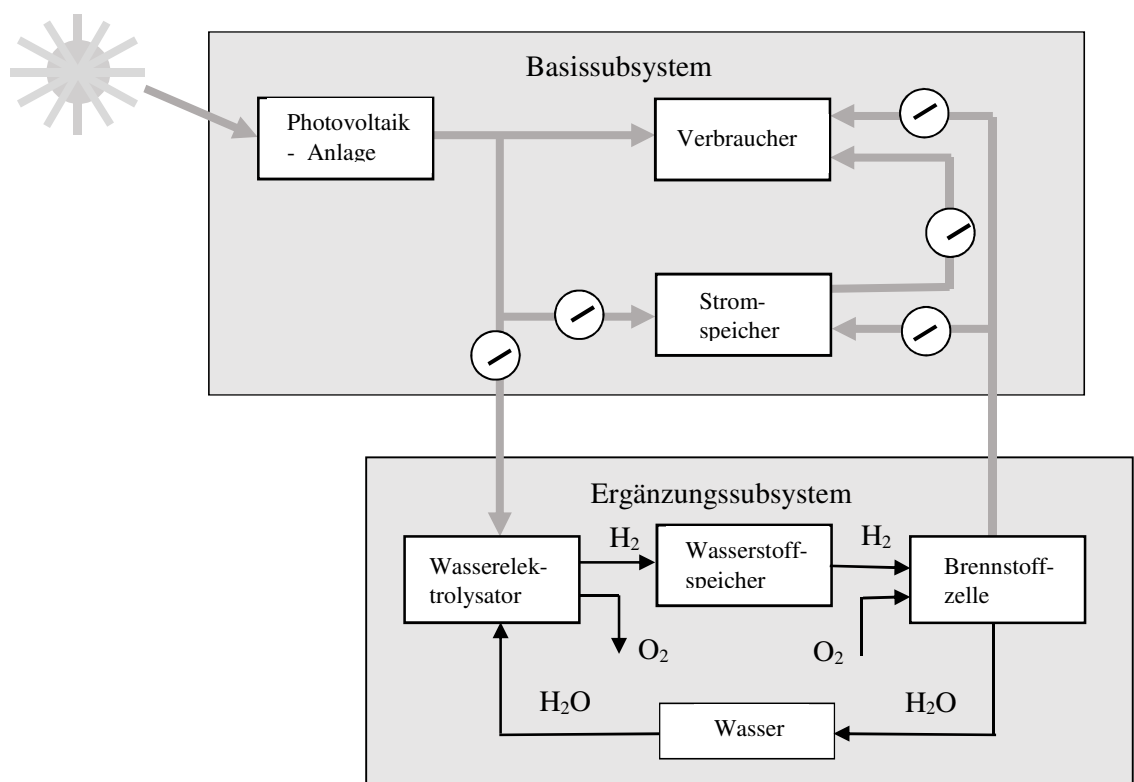 Basissubsystem
Photovoltaik
- Anlage
Verbraucher
Strom-
speicher
Ergänzungssubsystem
Wasserelek-
trolysator
H₂
Wasserstoff-
speicher
H₂
Brennstoff-
zelle
O₂
O₂
H₂O
Wasser
H₂O